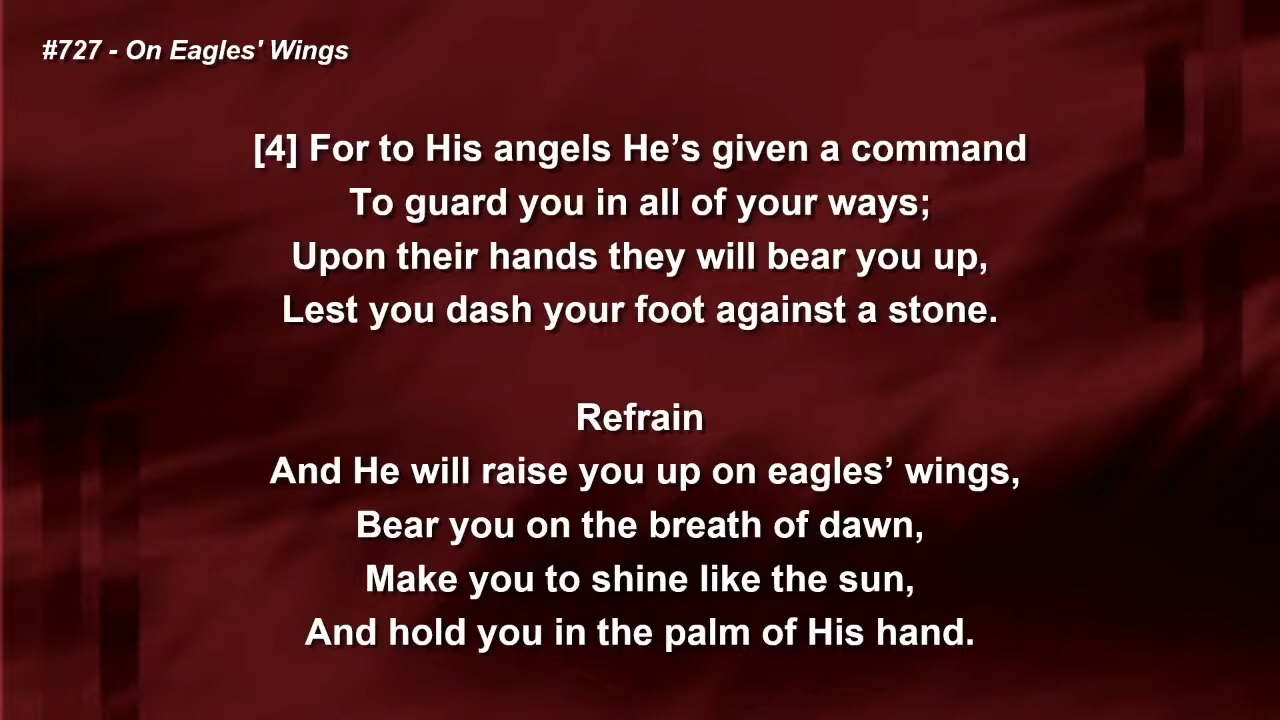 #727 - On Eagles' Wings
[4] For to His angels He’s given a command
To guard you in all of your ways;
Upon their hands they will bear you up,
Lest you dash your foot against a stone.
Refrain
And He will raise you up on eagles’ wings,
Bear you on the breath of dawn,
Make you to shine like the sun,
And hold you in the palm of His hand.